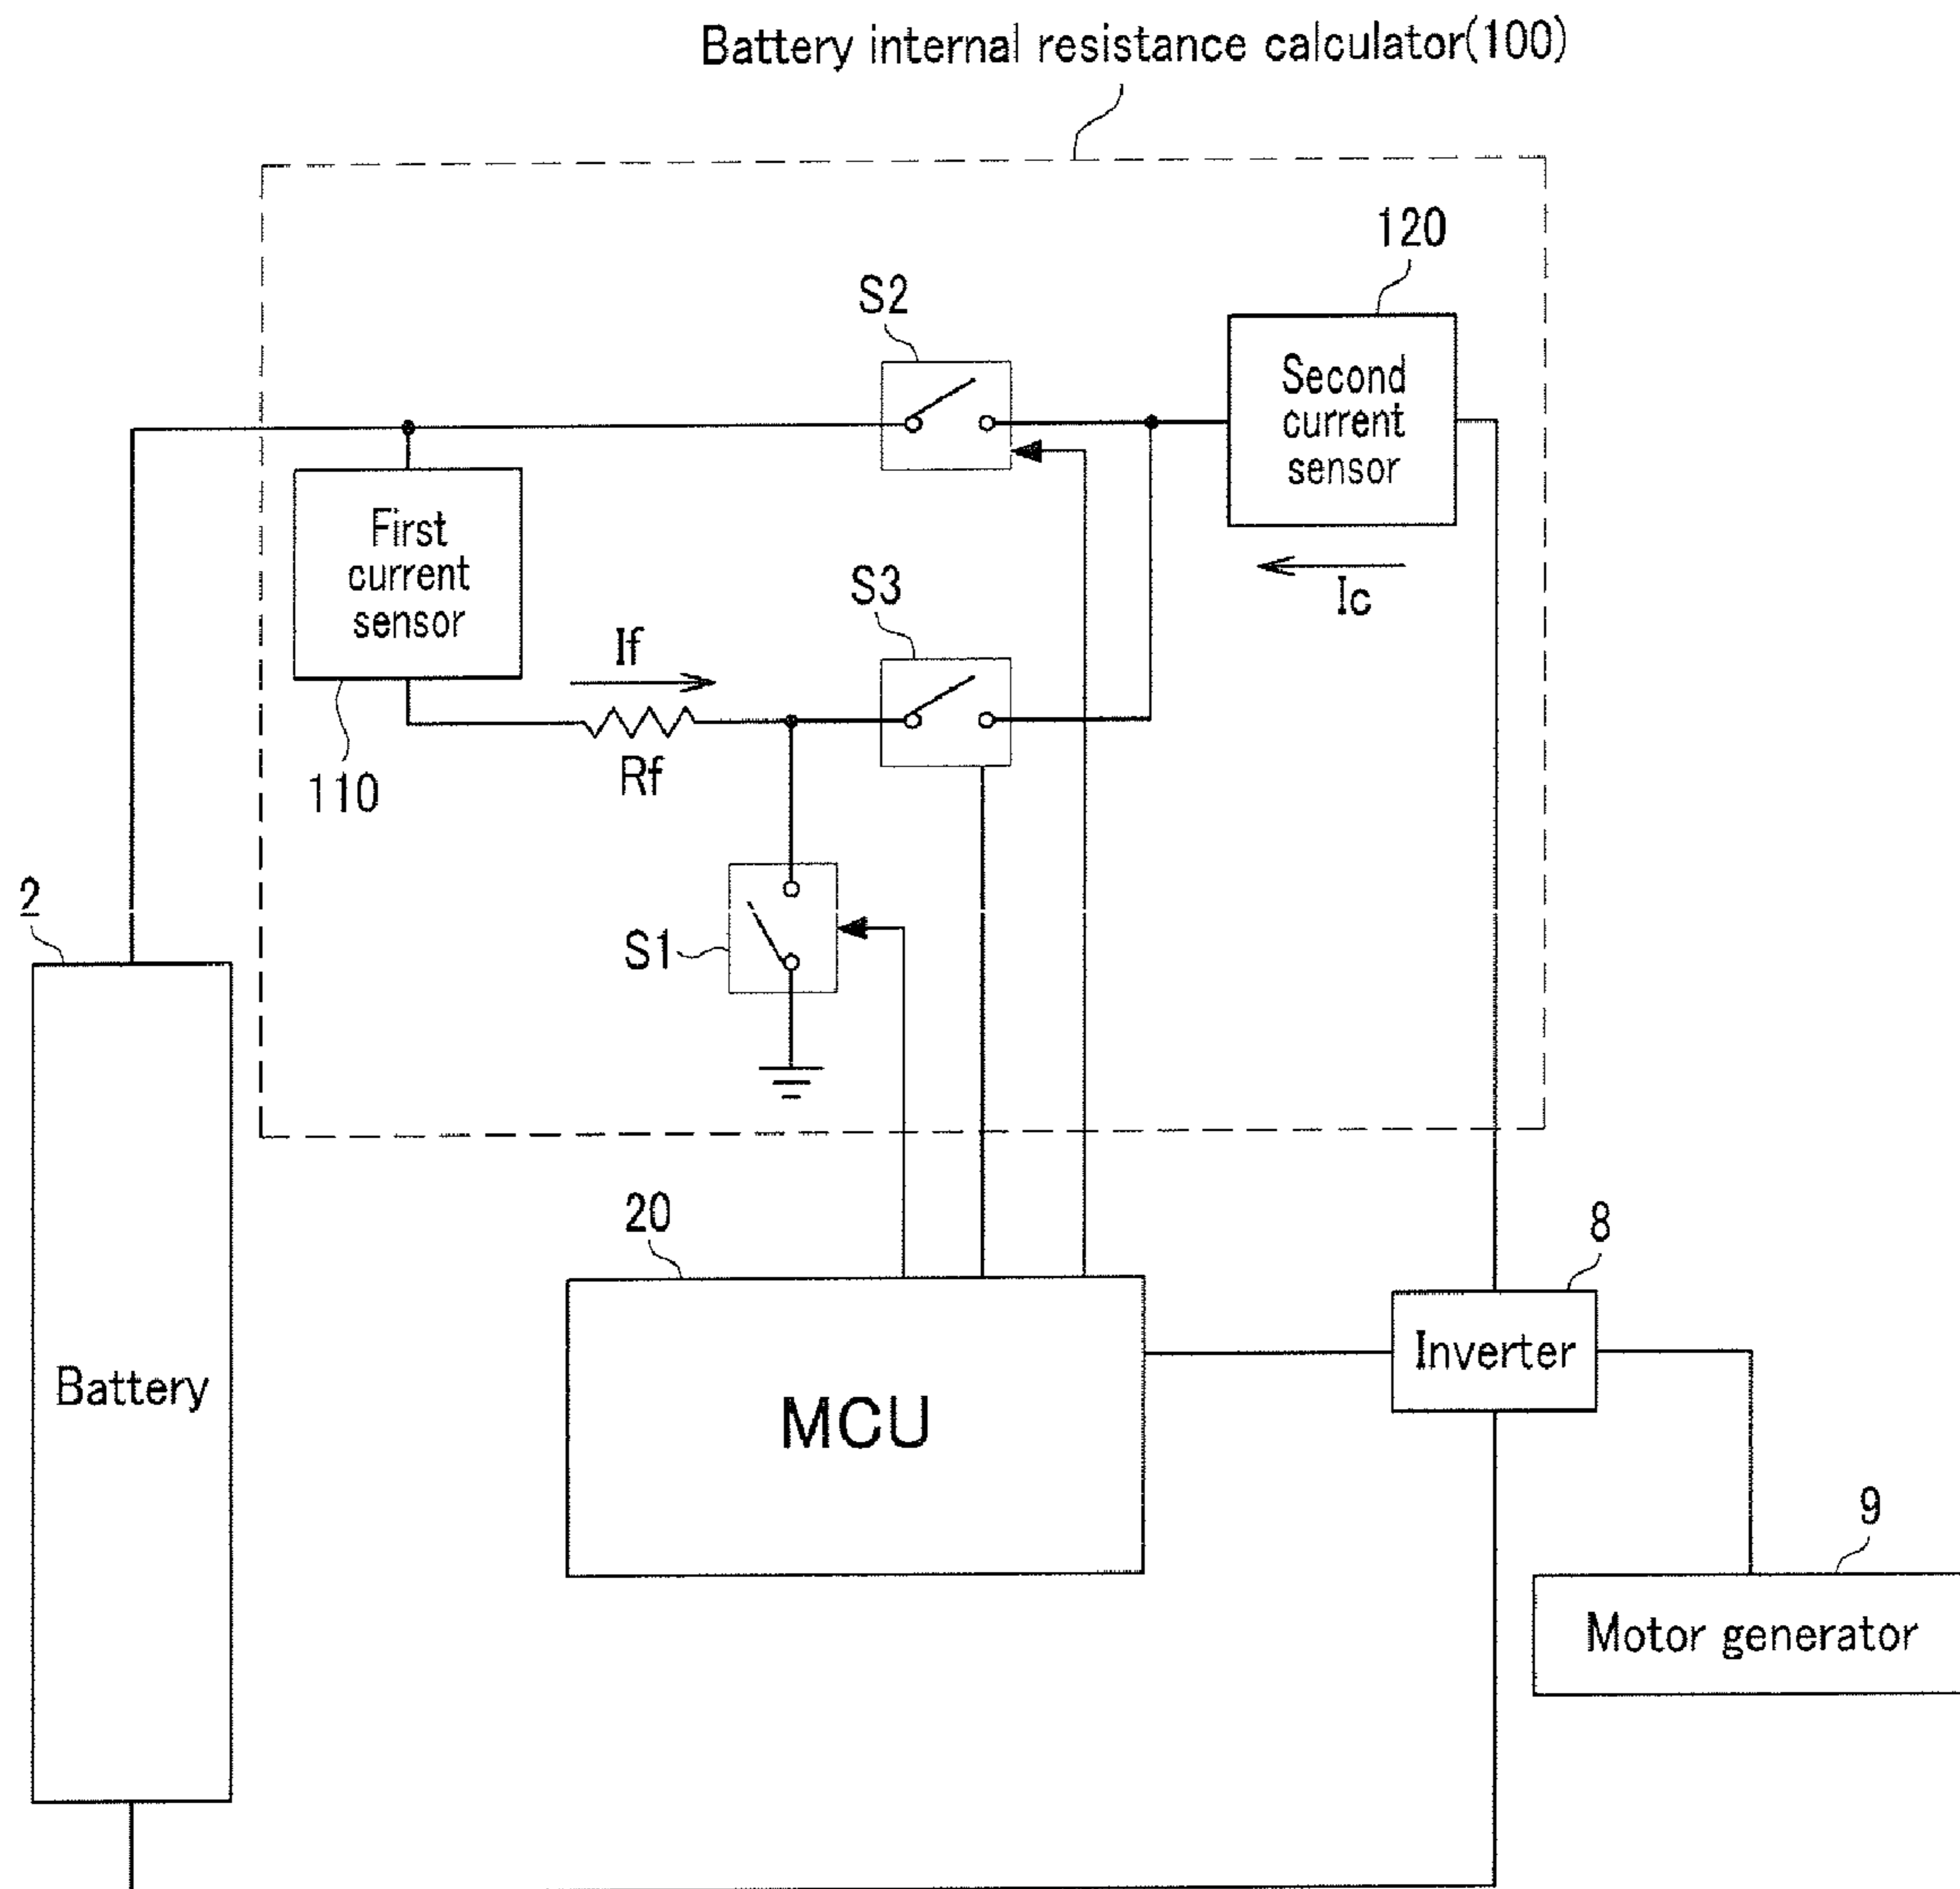 Battery internal resistance calculator(100)
120
S2
Second
current
sensor
First
current
sensor
S3
Ic
If
Rf
110
2
S1
20
8
Inverter
Battery
MCU
9
Motor generator